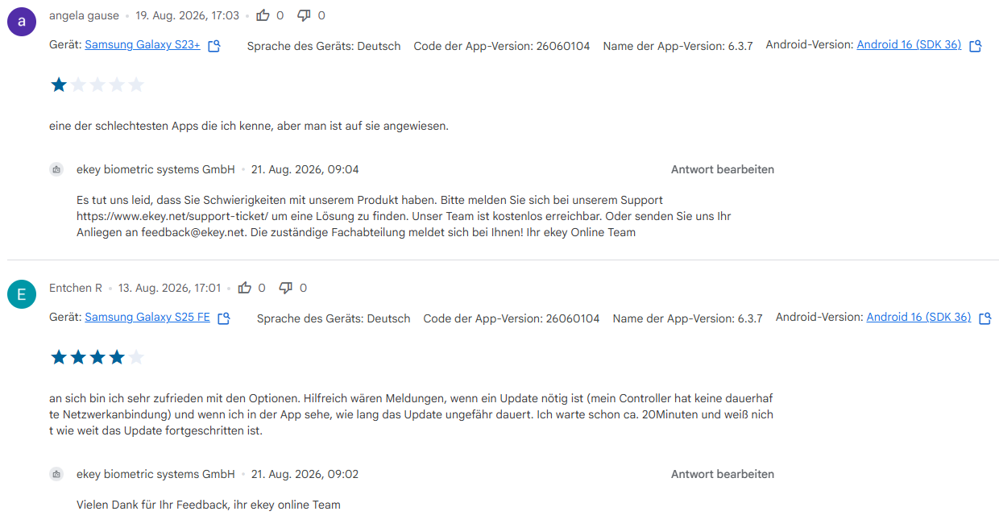 a
angela gause • 19. Aug. 2026, 17:03 • 0 0
Gerät: Samsung Galaxy S23+ Sprache des Geräts: Deutsch Code der App-Version: 26060104 Name der App-Version: 6.3.7 Android-Version: Android 16 (SDK 36)
eine der schlechtesten Apps die ich kenne, aber man ist auf sie angewiesen.
ekey biometric systems GmbH • 21. Aug. 2026, 09:04 Antwort bearbeiten
Es tut uns leid, dass Sie Schwierigkeiten mit unserem Produkt haben. Bitte melden Sie sich bei unserem Support
https://www.ekey.net/support-ticket/ um eine Lösung zu finden. Unser Team ist kostenlos erreichbar. Oder senden Sie uns Ihr
Anliegen an feedback@ekey.net. Die zuständige Fachabteilung meldet sich bei Ihnen! Ihr ekey Online Team
E
Entchen R • 13. Aug. 2026, 17:01 • 0 0
Gerät: Samsung Galaxy S25 FE Sprache des Geräts: Deutsch Code der App-Version: 26060104 Name der App-Version: 6.3.7 Android-Version: Android 16 (SDK 36)
an sich bin ich sehr zufrieden mit den Optionen. Hilfreich wären Meldungen, wenn ein Update nötig ist (mein Controller hat keine dauerhaf
te Netzwerkanbindung) und wenn ich in der App sehe, wie lang das Update ungefähr dauert. Ich warte schon ca. 20Minuten und weiß nich
t wie weit das Update fortgeschritten ist.
ekey biometric systems GmbH • 21. Aug. 2026, 09:02 Antwort bearbeiten
Vielen Dank für Ihr Feedback, ihr ekey online Team